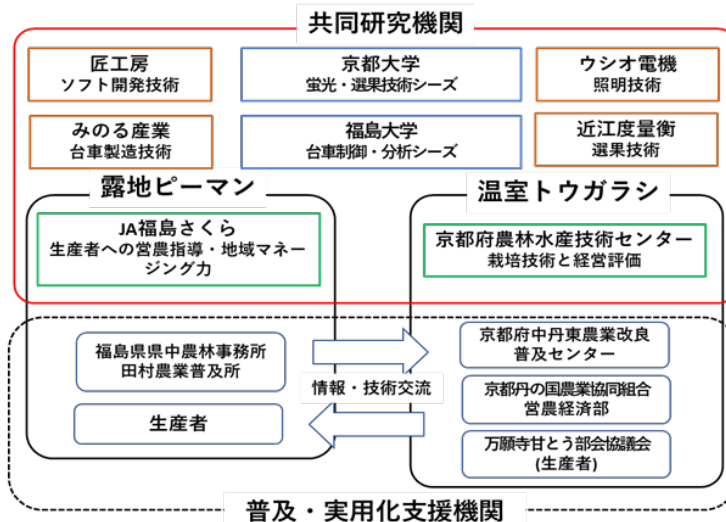 共同研究機関
匠工房
ソフト開発技術
京都大学
蛍光・選果技術シーズ
ウシオ電機
照明技術
みのる産業
台車製造技術
福島大学
台車制御・分析シーズ
近江度量衡
選果技術
露地ピーマン
温室トウガラシ
JA福島さくら
生産者への営農指導・地域マネー
ジング力
京都府農林水産技術センター
栽培技術と経営評価
福島県県中農林事務所
田村農業普及所
京都府中丹東農業改良
普及センター
情報・技術交流
京都丹の国農業協同組合
営農経済部
生産者
万願寺甘とう部会協議会
(生産者)
普及・実用化支援機関